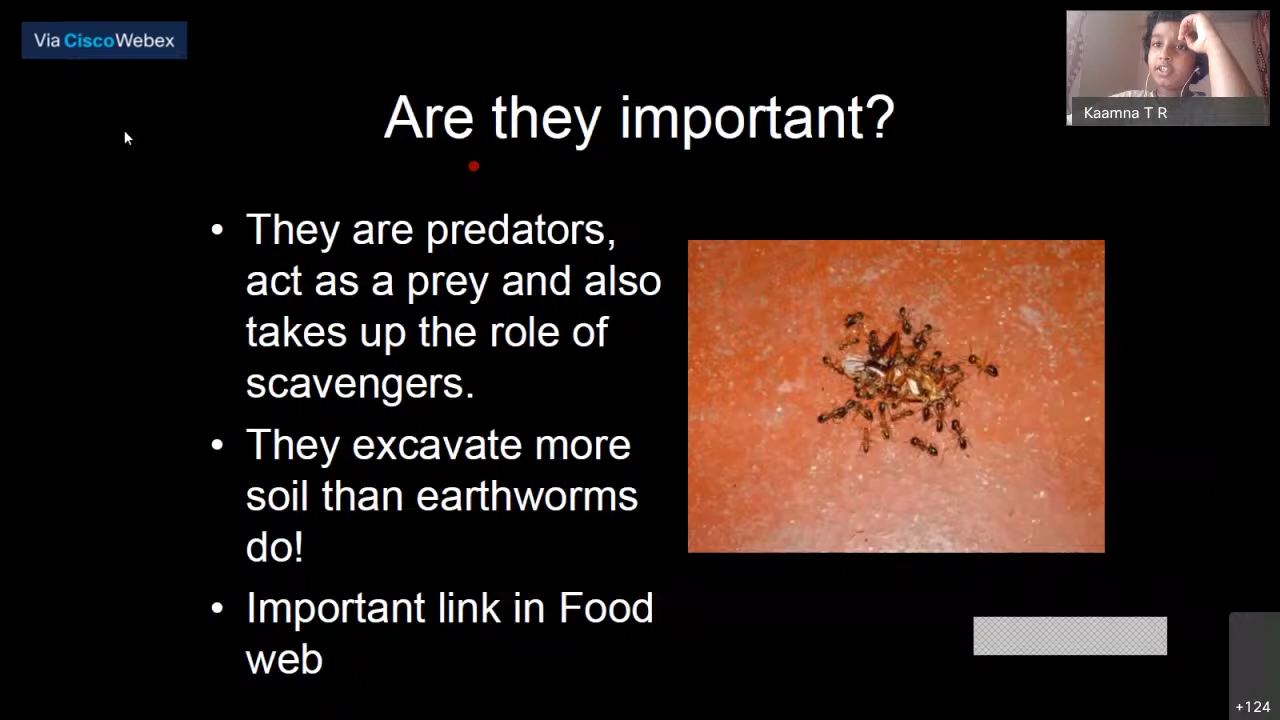 Via CiscoWebex
Kaamna T R
Are they important?
• They are predators,
act as a prey and also
takes up the role of
scavengers.
• They excavate more
soil than earthworms
do!
• Important link in Food
web
+124